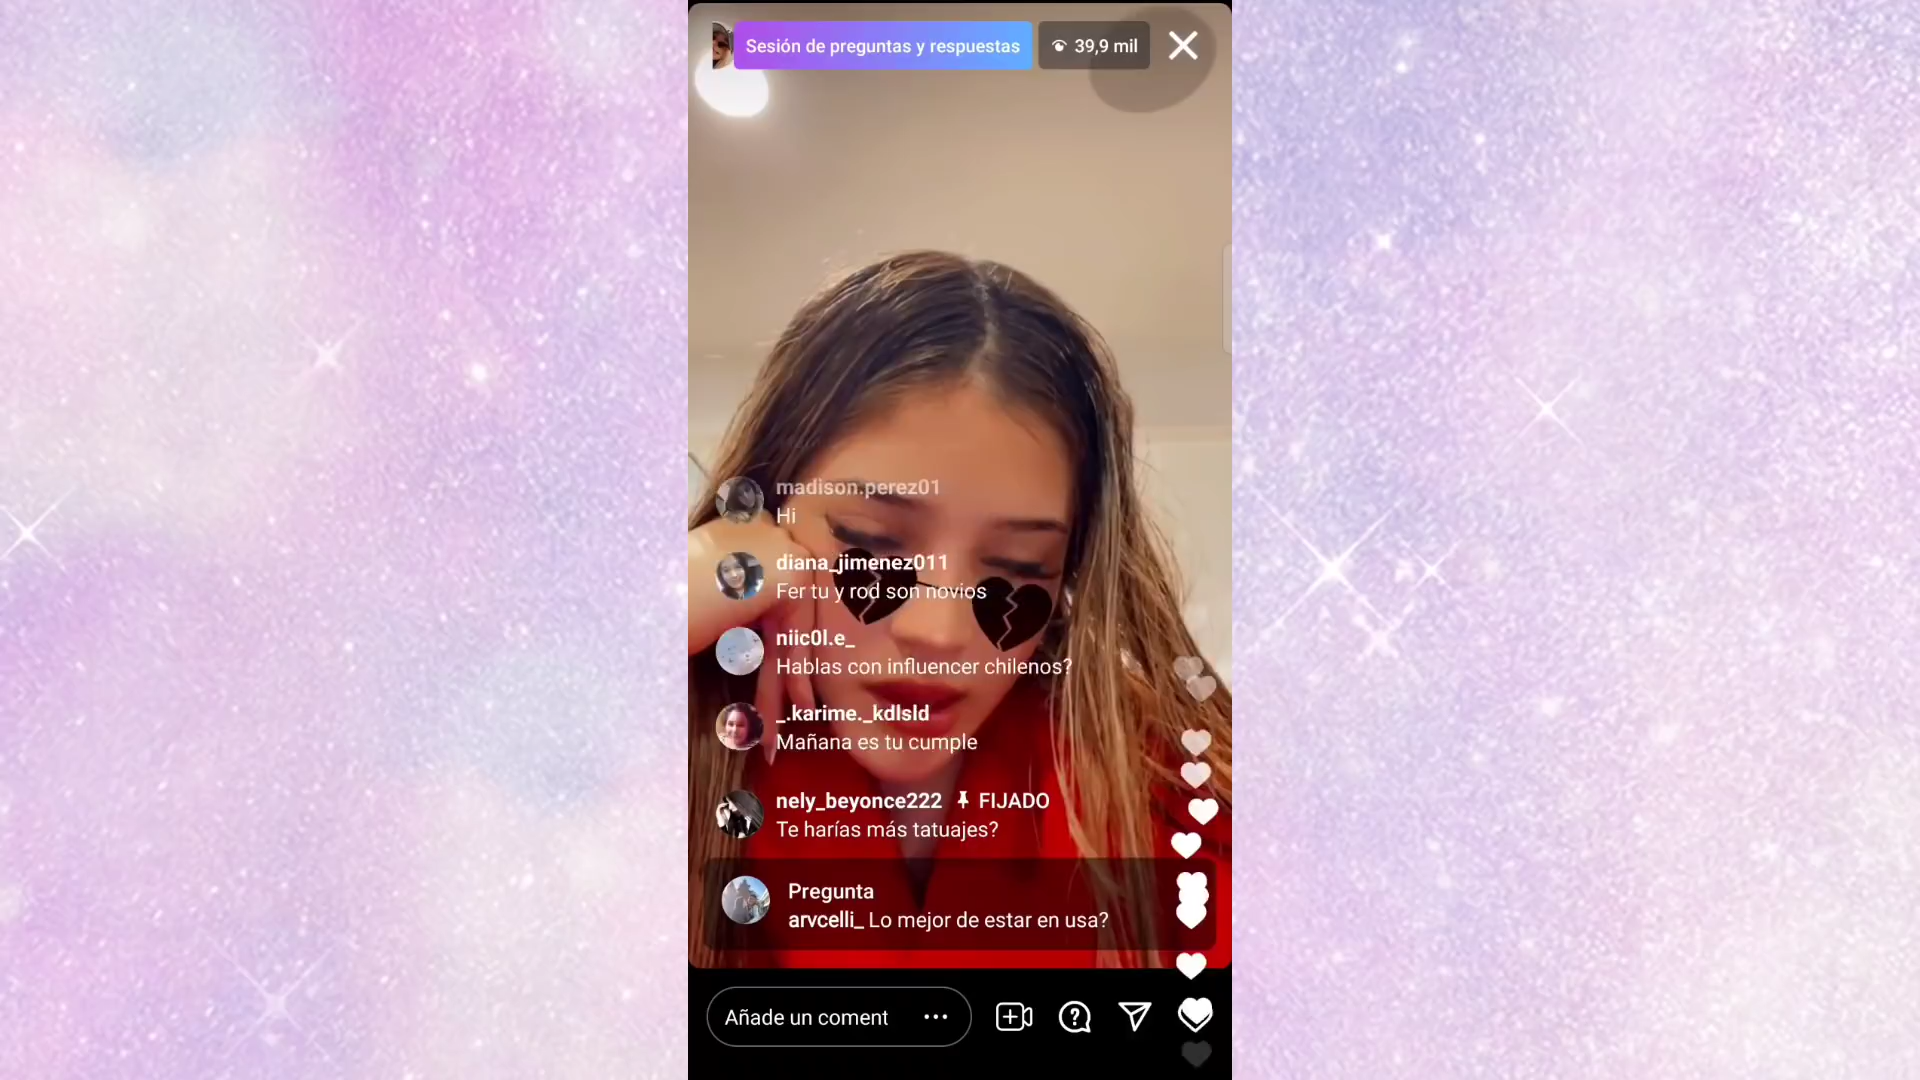 Sesión de preguntas y respuestas
39,9 mil
madison.perez01
Hi
diana_jimenez011
Fer tu y rod son novios
niic0l.e_
Hablas con influencer chilenos?
_.karime._kdlsld
Mañana es tu cumple
nely_beyonce222 FIJADO
Te harías más tatuajes?
Pregunta
arvcelli_ Lo mejor de estar en usa?
Añade un coment